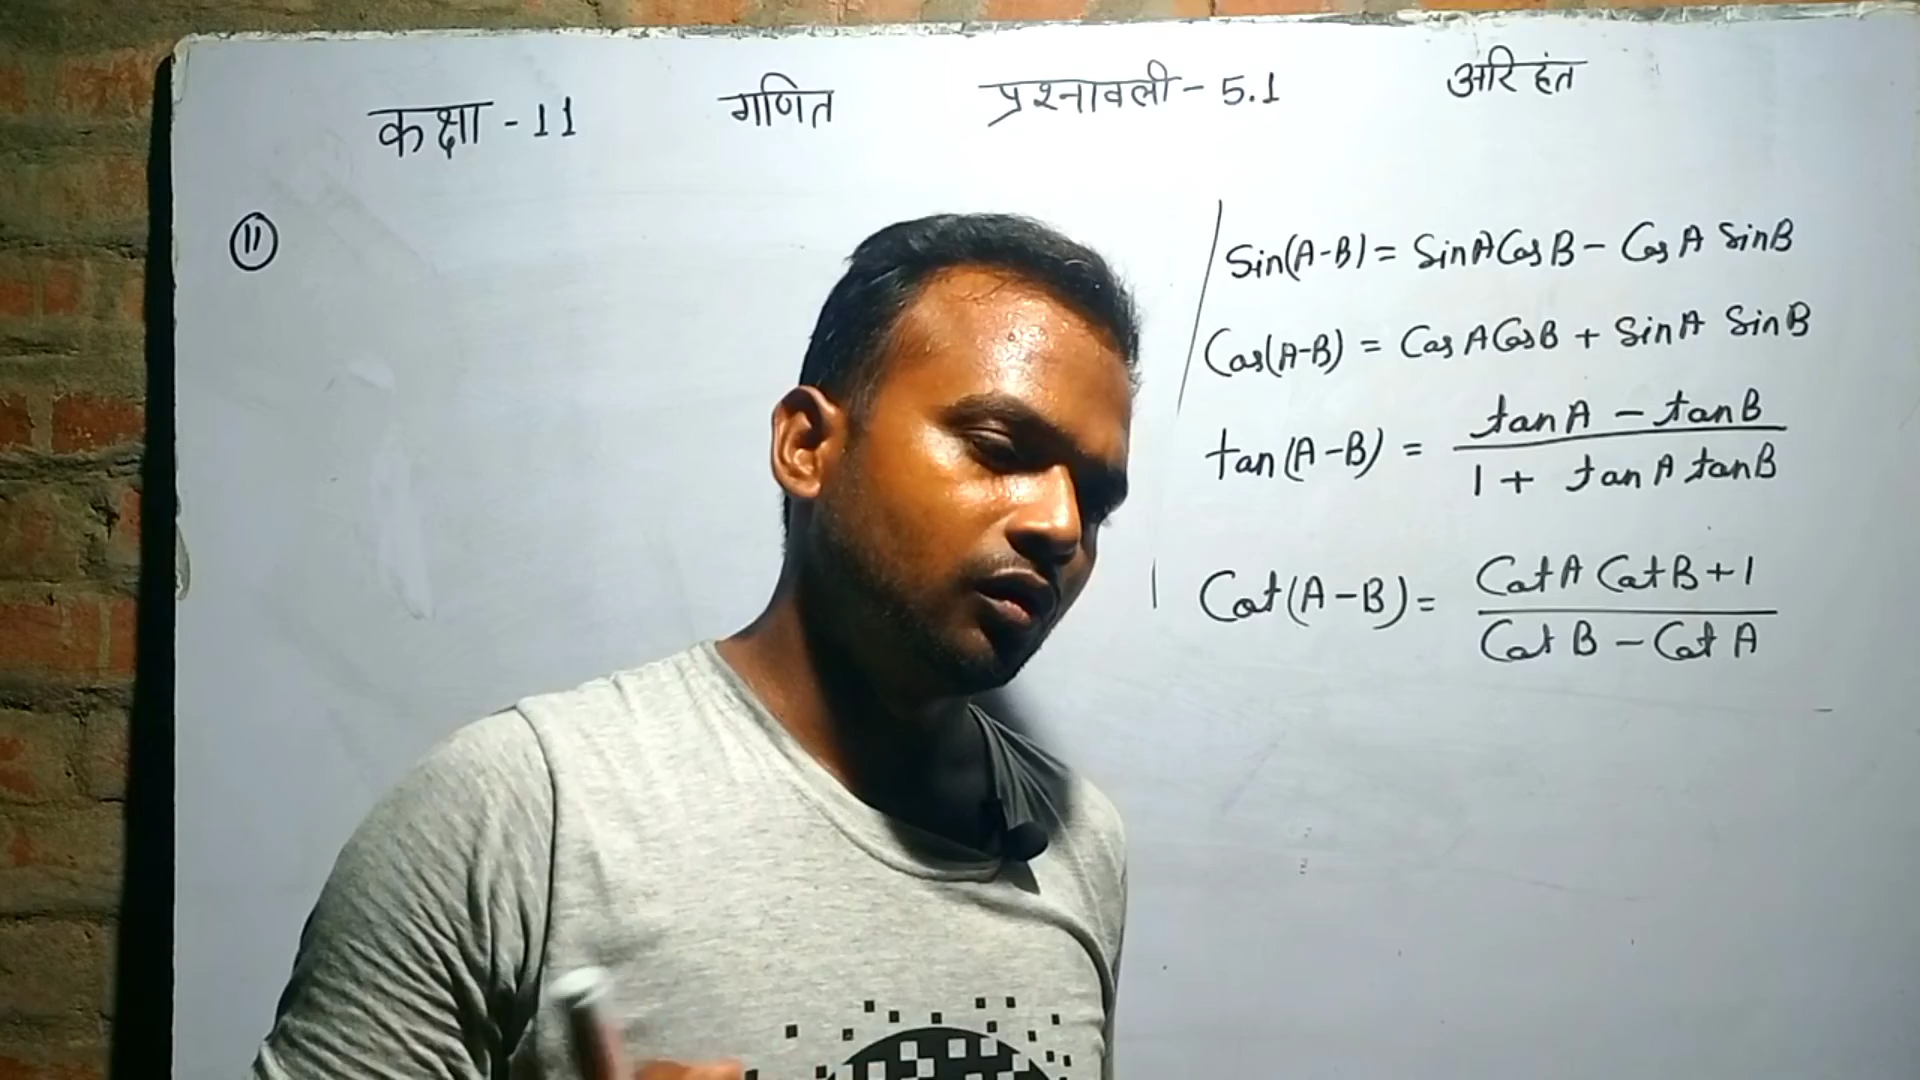 कक्षा - 11 गणित प्रश्नावली - 5.1 अरिहंत
11
Sin(A-B) = SinA CosB - CosA SinB
Cos(A-B) = CosA CosB + SinA SinB
tan(A-B) =
tanA - tanB
1 + tanA tanB
Cot(A-B) =
CotA CotB + 1
CotB - CotA